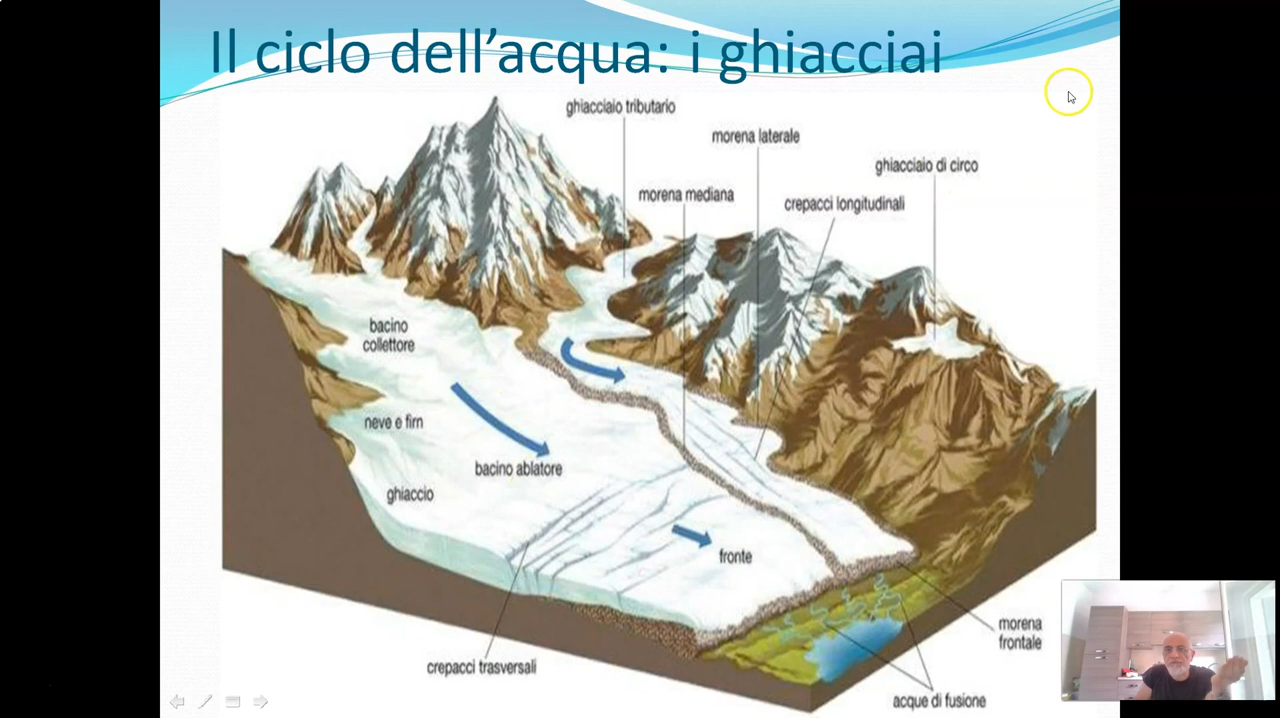 Il ciclo dell'acqua: i ghiacciai
ghiacciaio tributario
morena laterale
ghiacciaio di circo
morena mediana
crepacci longitudinali
bacino
collettore
neve e firn
bacino ablatore
ghiaccio
fronte
morena
frontale
crepacci trasversali
acque di fusione